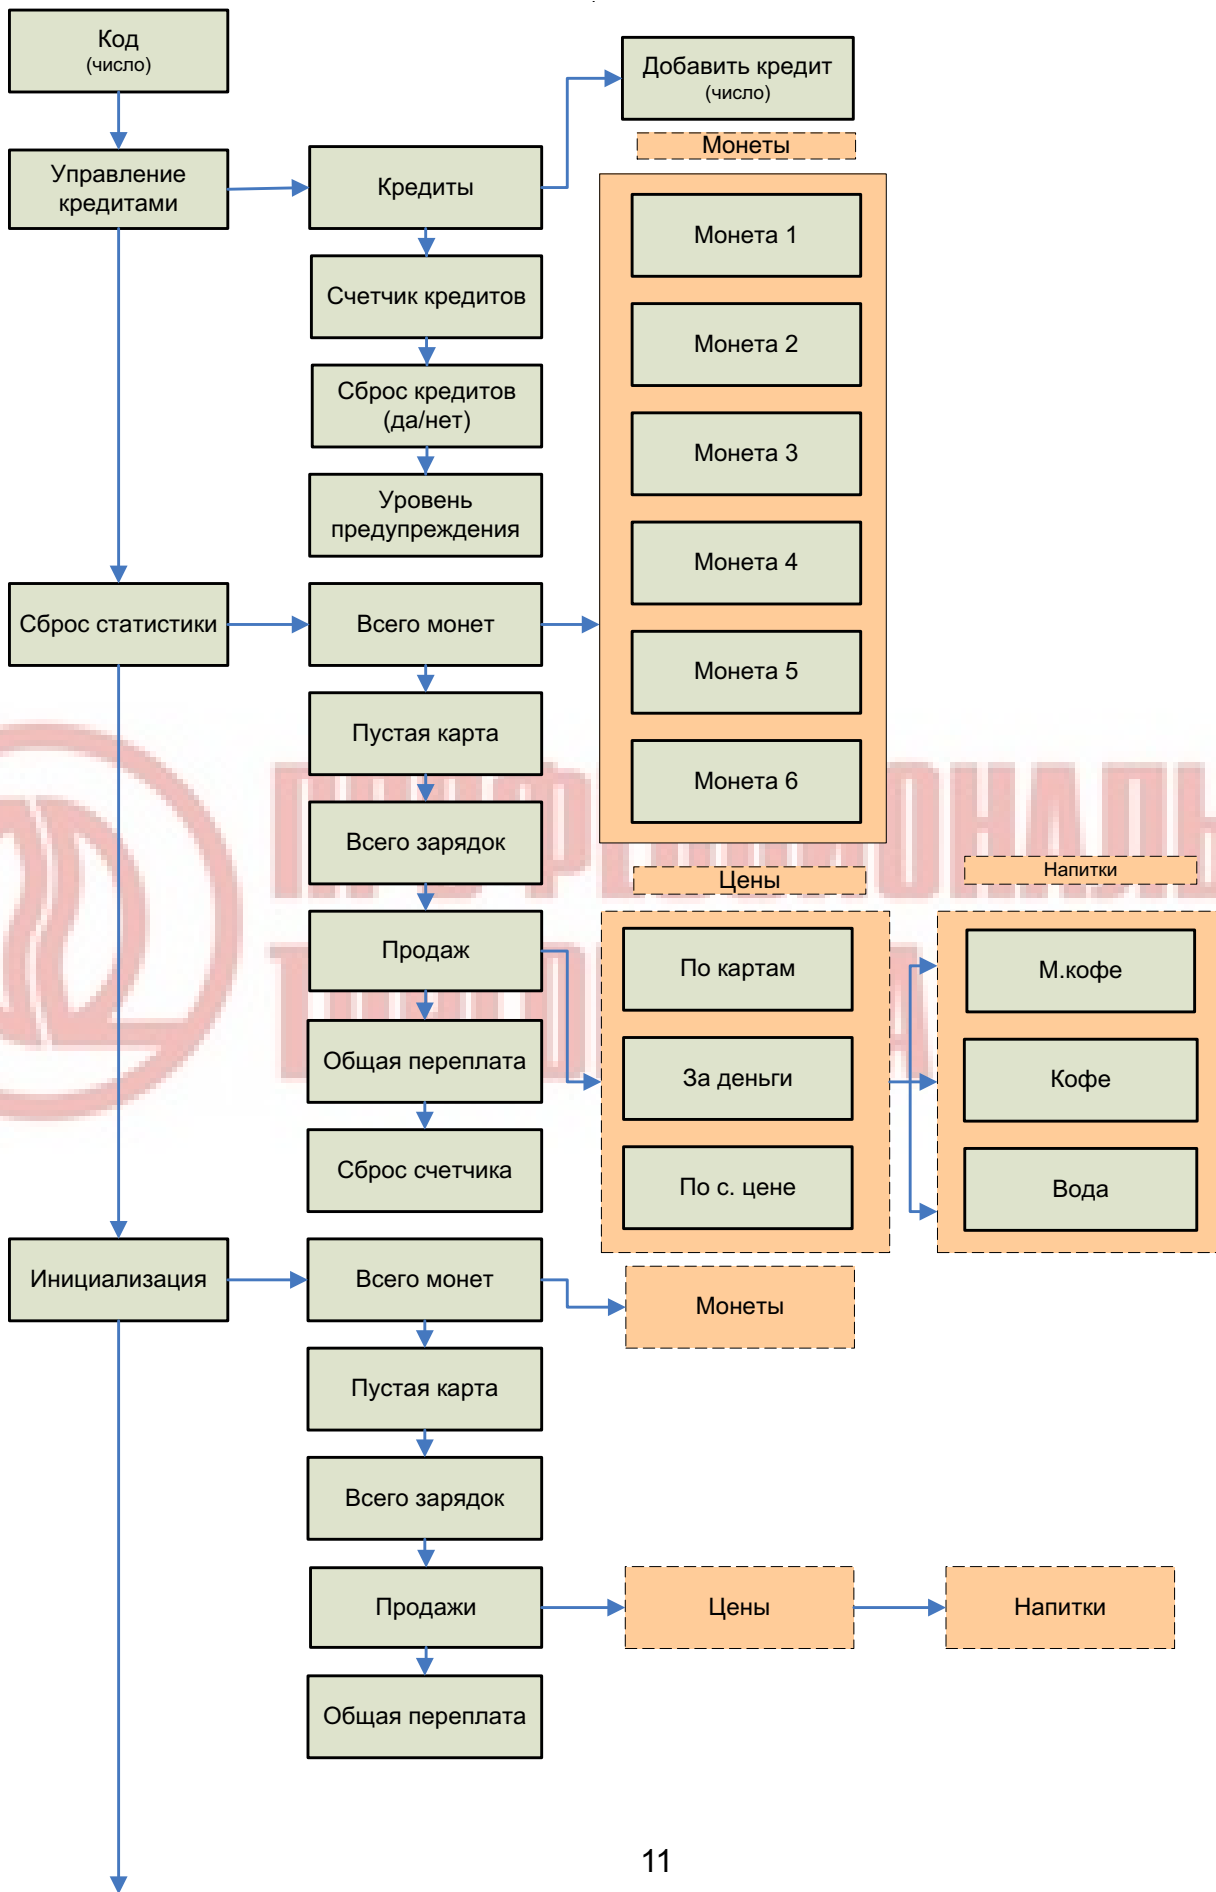 Код
(число)
Добавить кредит
(число)
Монеты
Управление
кредитами
Кредиты
Монета 1
Счетчик кредитов
Монета 2
Сброс кредитов
(да/нет)
Монета 3
Уровень
предупреждения
Монета 4
Сброс статистики
Всего монет
Монета 5
Пустая карта
Монета 6
Всего зарядок
Цены
Напитки
Продаж
По картам
М.кофе
Общая переплата
За деньги
Кофе
Сброс счетчика
По с. цене
Вода
Инициализация
Всего монет
Монеты
Пустая карта
Всего зарядок
Продажи
Цены
Напитки
Общая переплата
11